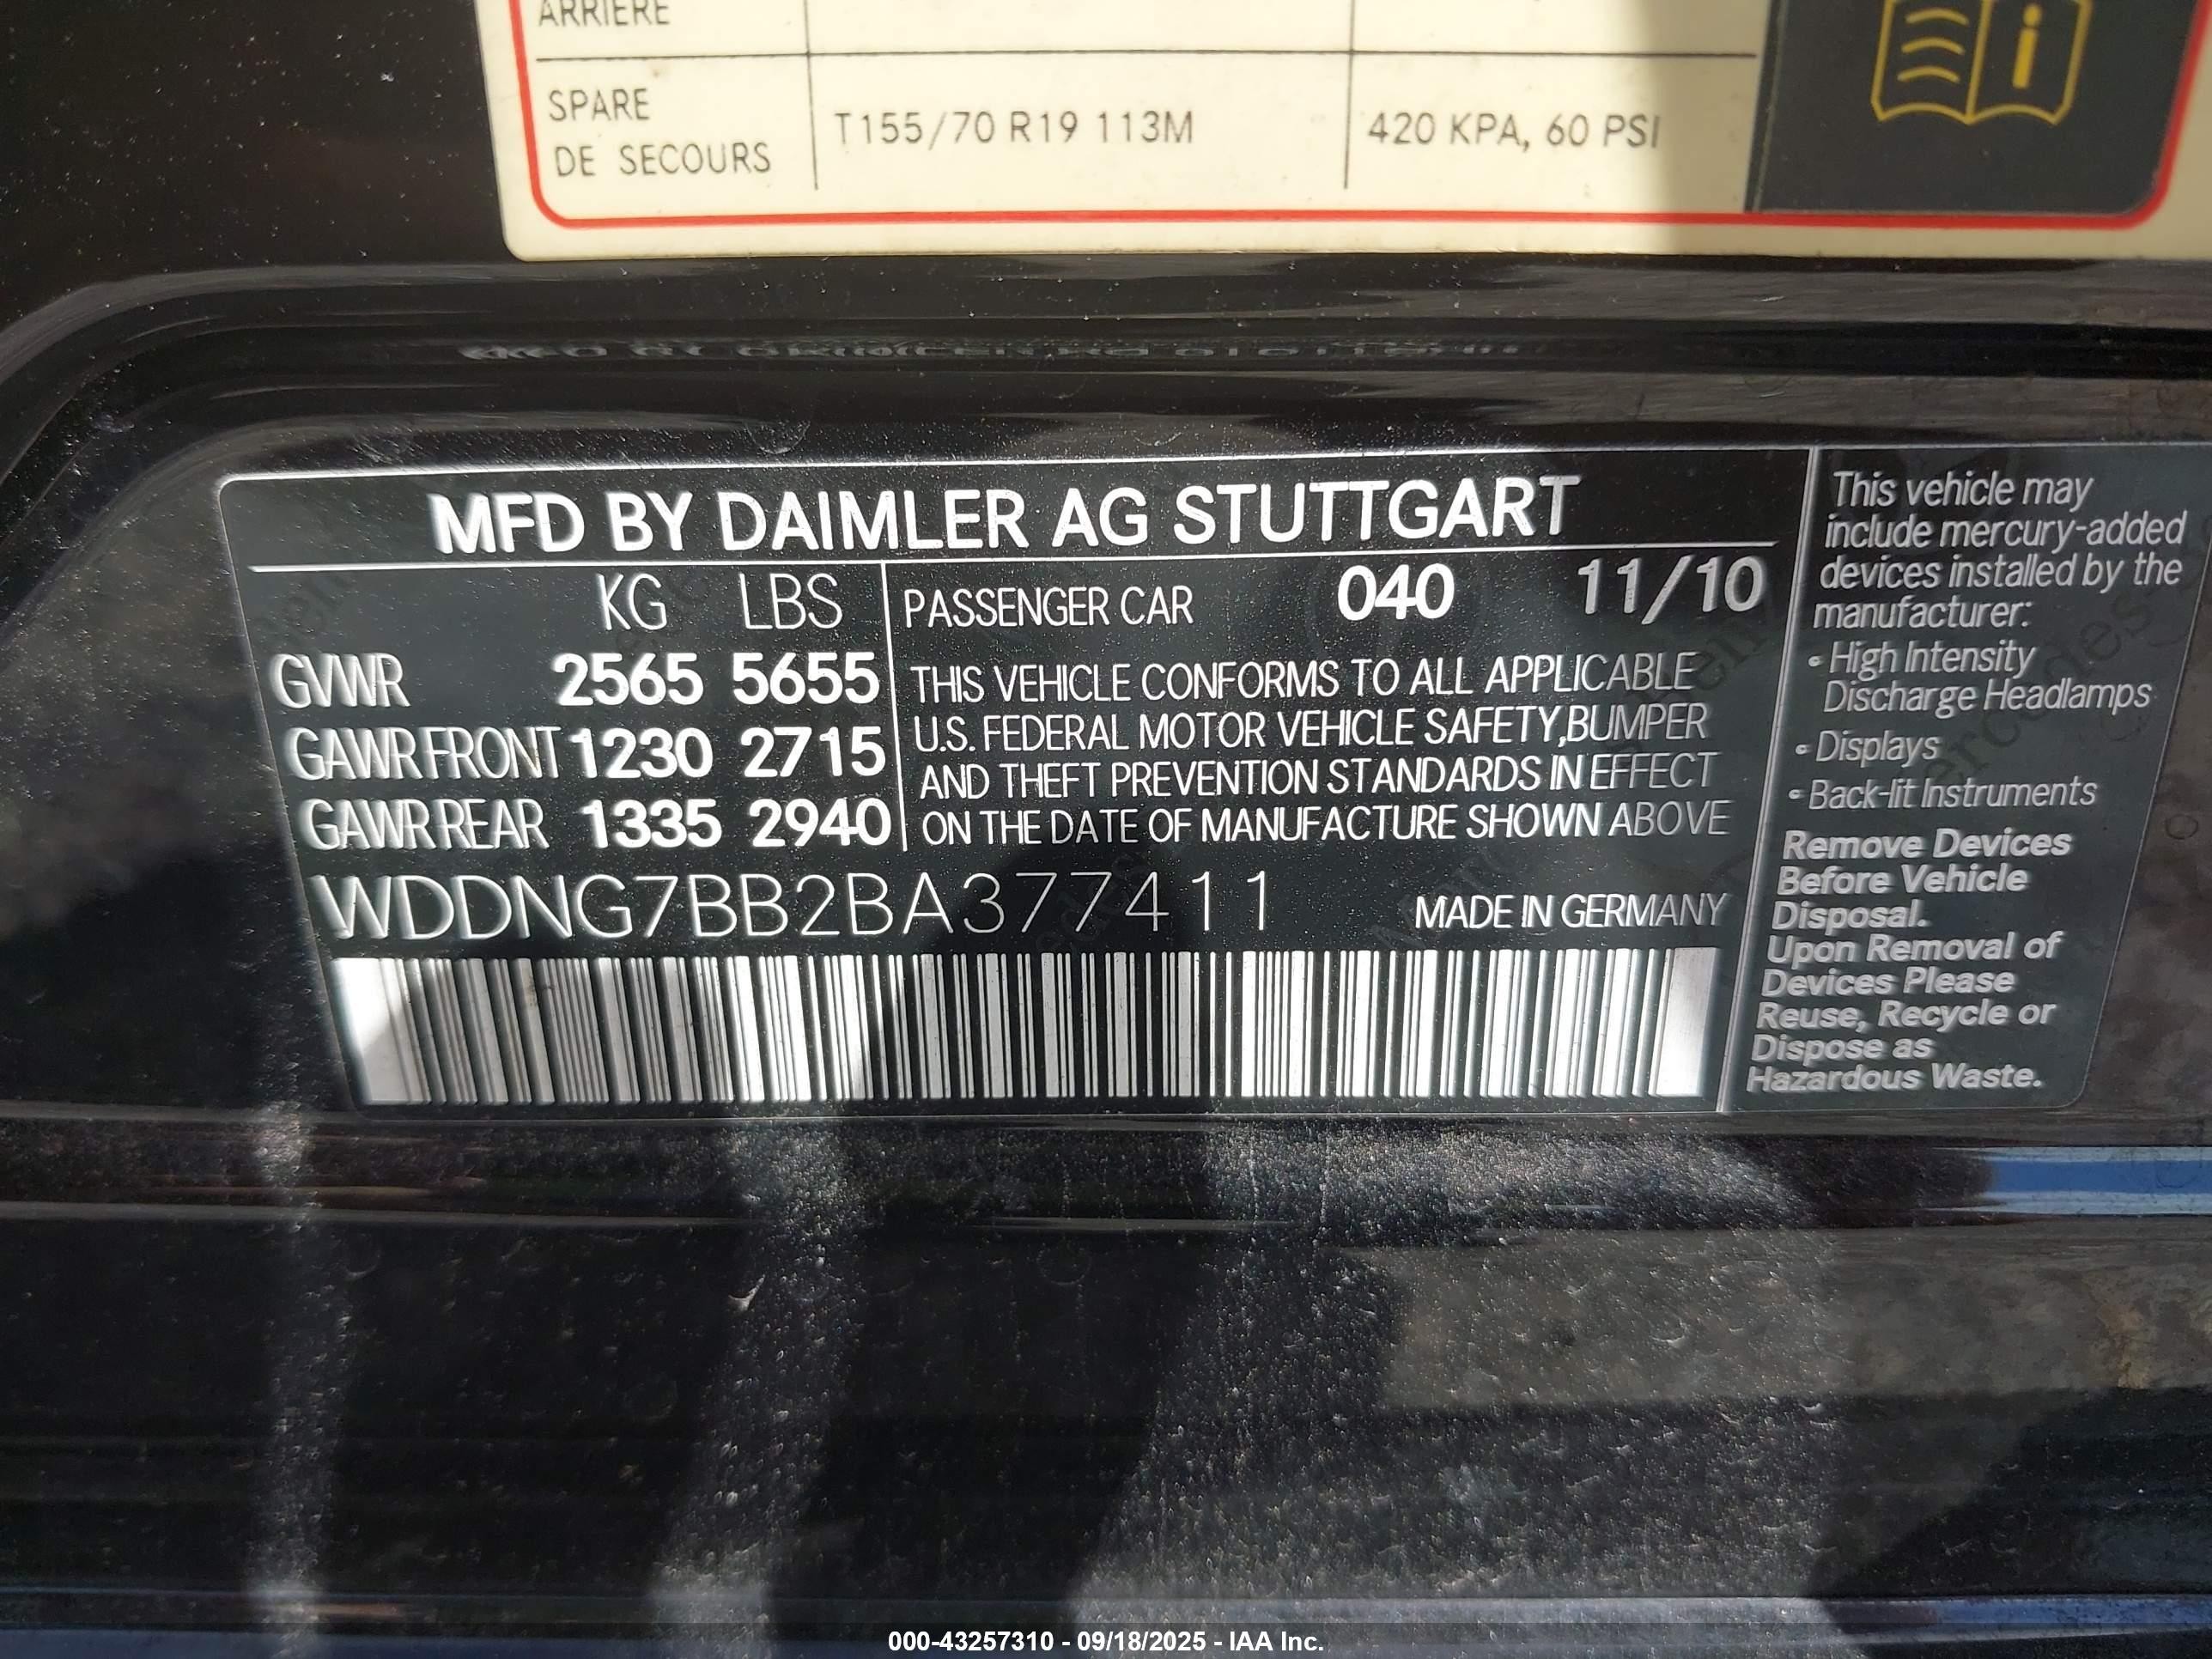 ARRIÈRE
SPARE
DE SECOURS
T155/70 R19 113M
420 KPA, 60 PSI
MFD BY DAIMLER AG STUTTGART
KG LBS
GVWR 2565 5655
GAWR FRONT 1230 2715
GAWR REAR 1335 2940
PASSENGER CAR 040 11/10
THIS VEHICLE CONFORMS TO ALL APPLICABLE
U.S. FEDERAL MOTOR VEHICLE SAFETY,BUMPER
AND THEFT PREVENTION STANDARDS IN EFFECT
ON THE DATE OF MANUFACTURE SHOWN ABOVE
WDDNG7BB2BA377411
MADE IN GERMANY
This vehicle may
include mercury-added
devices installed by the
manufacturer:
• High Intensity
Discharge Headlamps
• Displays
• Back-lit Instruments
Remove Devices
Before Vehicle
Disposal.
Upon Removal of
Devices Please
Reuse, Recycle or
Dispose as
Hazardous Waste.
000-43257310 - 09/18/2025 - IAA Inc.